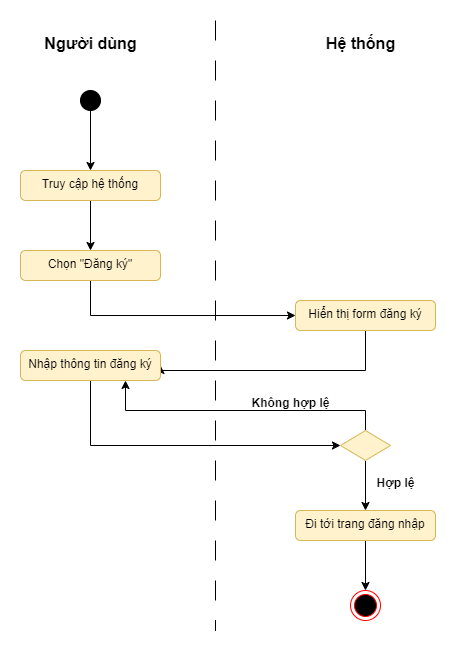 Người dùng
Hệ thống
Truy cập hệ thống
Chọn "Đăng ký"
Hiển thị form đăng ký
Nhập thông tin đăng ký
Không hợp lệ
Hợp lệ
Đi tới trang đăng nhập